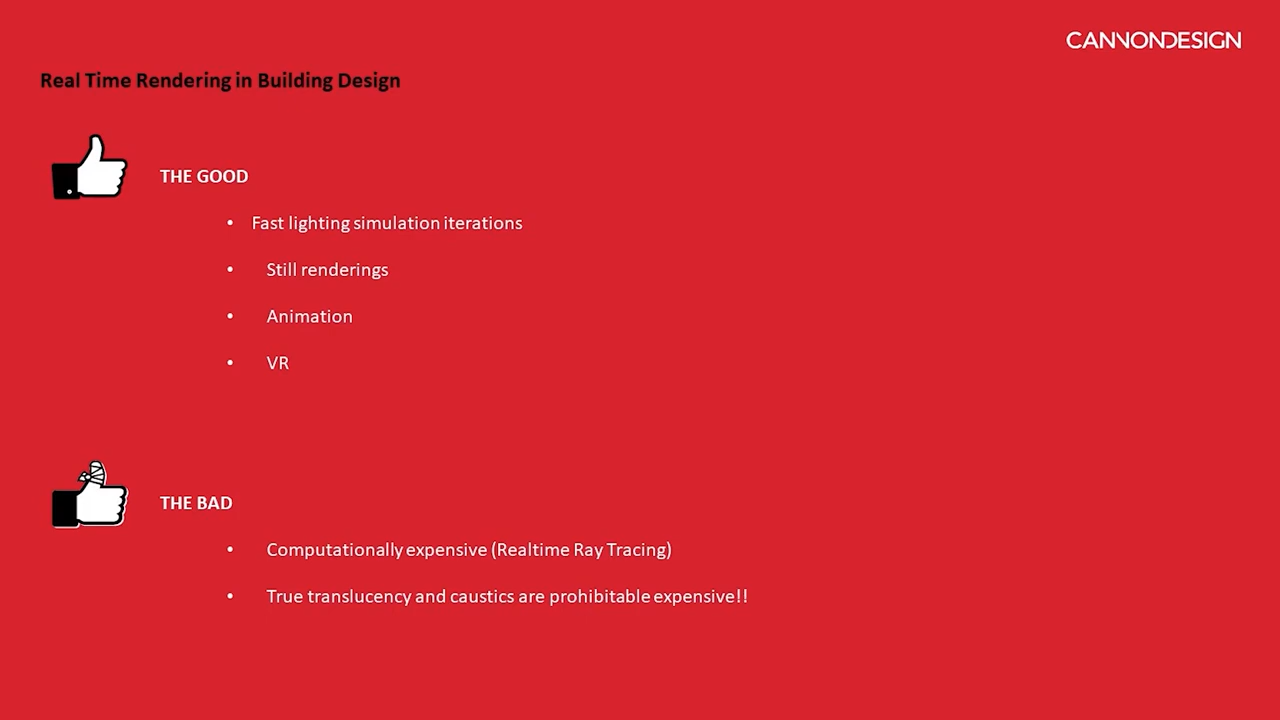 CANNONDESIGN
Real Time Rendering in Building Design
THE GOOD
• Fast lighting simulation iterations
• Still renderings
• Animation
• VR
THE BAD
• Computationally expensive (Realtime Ray Tracing)
• True translucency and caustics are prohibitable expensive!!